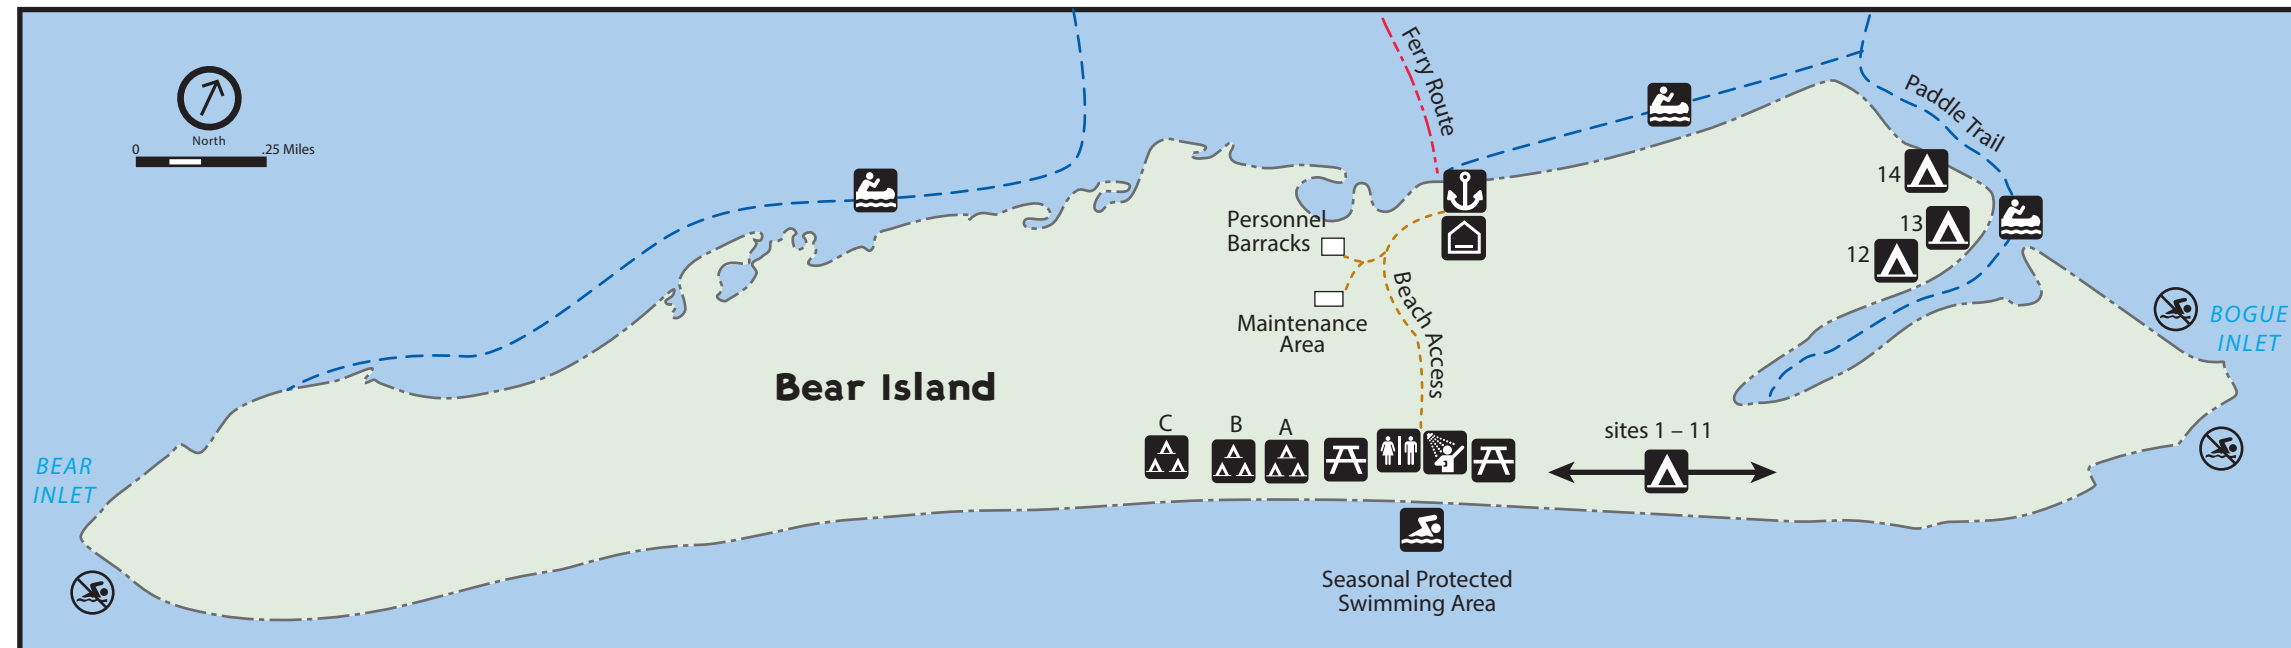 North
0 .25 Miles
Ferry Route
Paddle Trail
14
13
12
Personnel
Barracks
Maintenance
Area
Beach Access
BOGUE
INLET
Bear Island
C
B
A
sites 1 – 11
BEAR
INLET
Seasonal Protected
Swimming Area